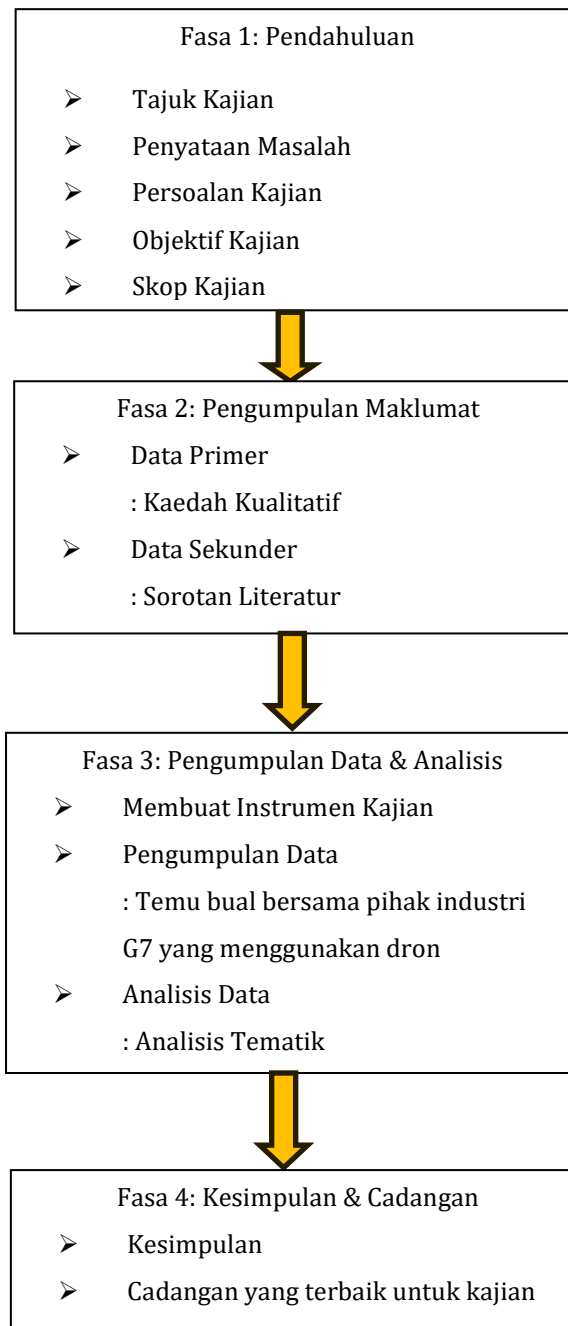 Fasa 1: Pendahuluan
➢ Tajuk Kajian
➢ Penyataan Masalah
➢ Persoalan Kajian
➢ Objektif Kajian
➢ Skop Kajian
Fasa 2: Pengumpulan Maklumat
➢ Data Primer
: Kaedah Kualitatif
➢ Data Sekunder
: Sorotan Literatur
Fasa 3: Pengumpulan Data & Analisis
➢ Membuat Instrumen Kajian
➢ Pengumpulan Data
: Temu bual bersama pihak industri
G7 yang menggunakan dron
➢ Analisis Data
: Analisis Tematik
Fasa 4: Kesimpulan & Cadangan
➢ Kesimpulan
➢ Cadangan yang terbaik untuk kajian